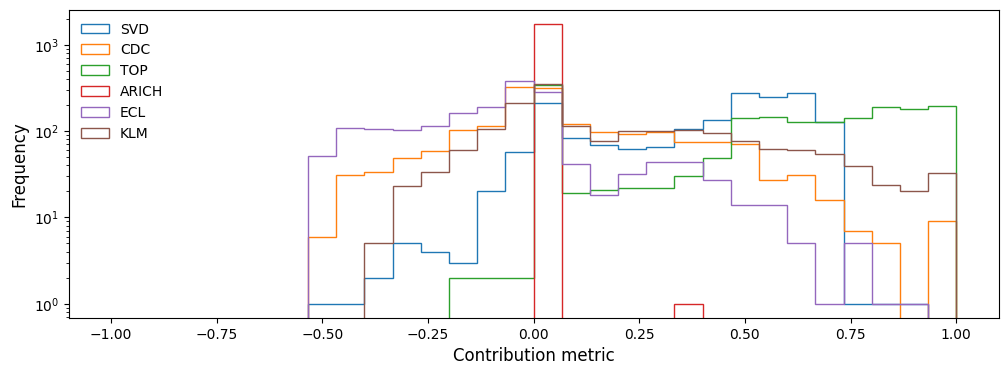 SVD
CDC
TOP
ARICH
ECL
KLM
Frequency
10³
10²
10¹
10⁰
−1.00 −0.75 −0.50 −0.25 0.00 0.25 0.50 0.75 1.00
Contribution metric